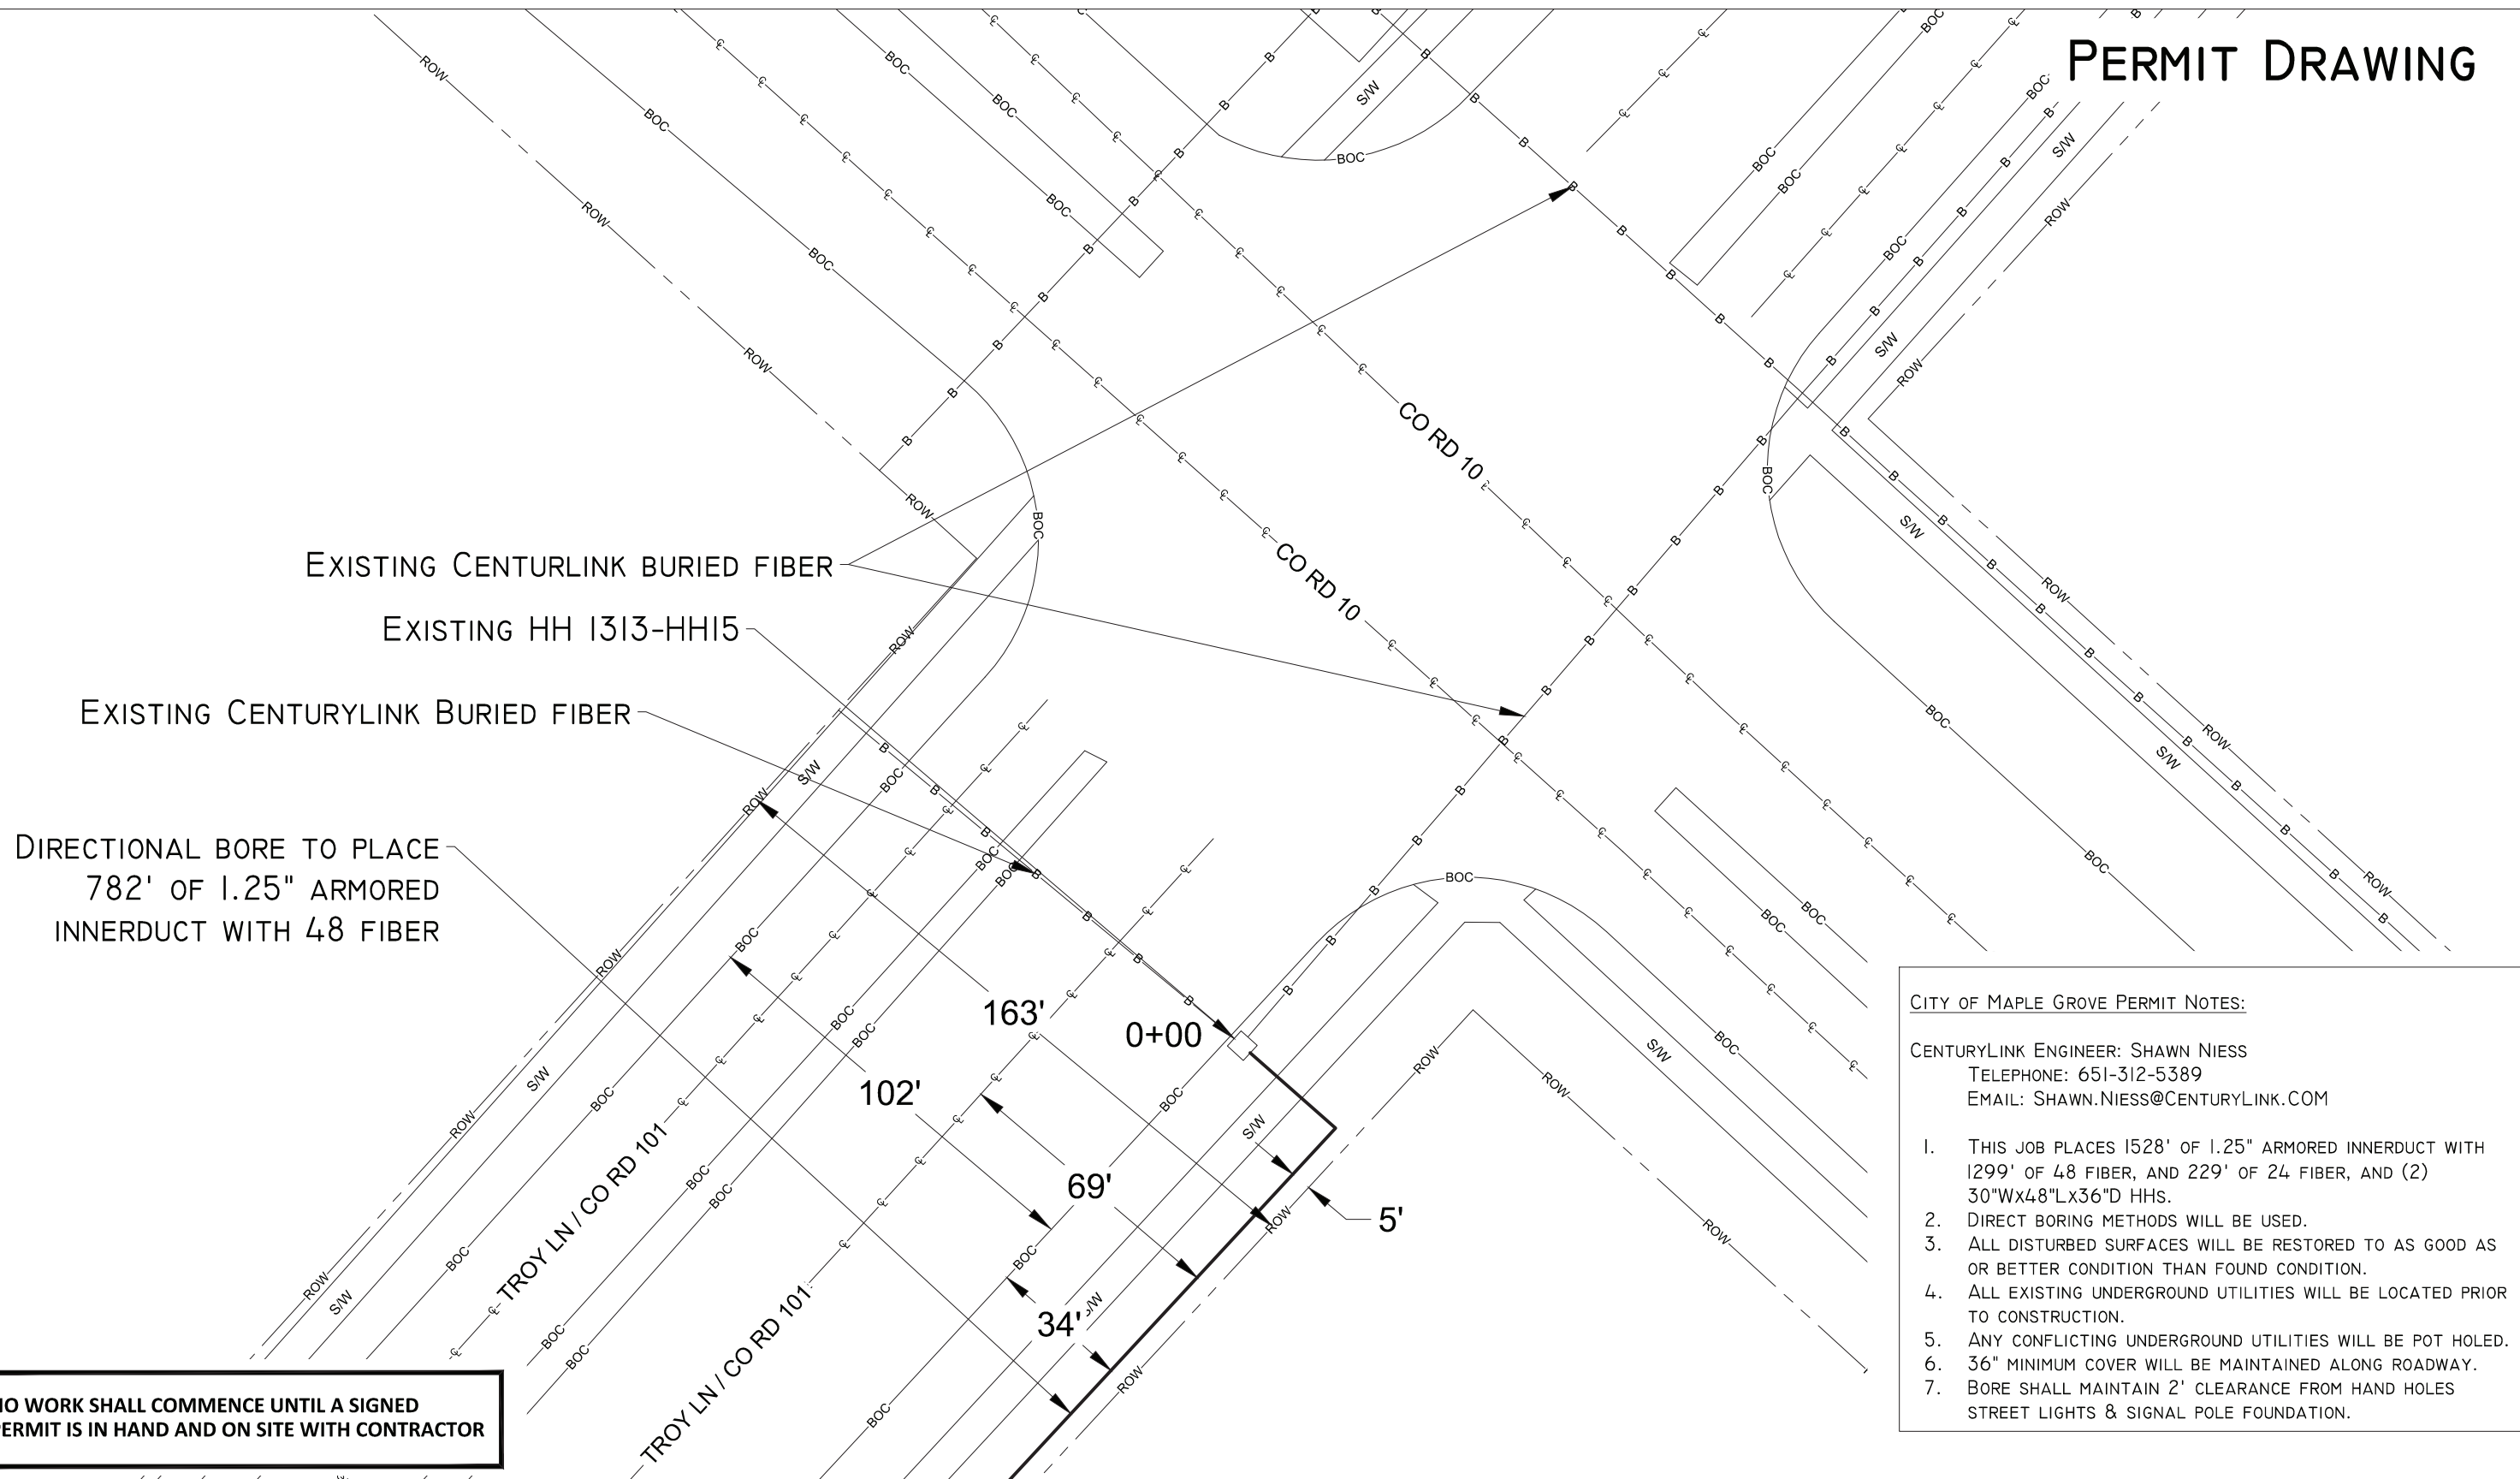 PERMIT DRAWING
CO RD 10
CO RD 10
EXISTING CENTURLINK BURIED FIBER
EXISTING HH 1313-HH15
EXISTING CENTURYLINK BURIED FIBER
DIRECTIONAL BORE TO PLACE
782' OF 1.25" ARMORED
INNERDUCT WITH 48 FIBER
163'
0+00
102'
69'
5'
34'
TROY LN / CO RD 101
TROY LN / CO RD 101
ROW
BOC
S/W
B
CITY OF MAPLE GROVE PERMIT NOTES:
CENTURYLINK ENGINEER: SHAWN NIESS
TELEPHONE: 651-312-5389
EMAIL: SHAWN.NIESS@CENTURYLINK.COM
1. THIS JOB PLACES 1528' OF 1.25" ARMORED INNERDUCT WITH
1299' OF 48 FIBER, AND 229' OF 24 FIBER, AND (2)
30"WX48"LX36"D HHS.
2. DIRECT BORING METHODS WILL BE USED.
3. ALL DISTURBED SURFACES WILL BE RESTORED TO AS GOOD AS
OR BETTER CONDITION THAN FOUND CONDITION.
4. ALL EXISTING UNDERGROUND UTILITIES WILL BE LOCATED PRIOR
TO CONSTRUCTION.
5. ANY CONFLICTING UNDERGROUND UTILITIES WILL BE POT HOLED.
6. 36" MINIMUM COVER WILL BE MAINTAINED ALONG ROADWAY.
7. BORE SHALL MAINTAIN 2' CLEARANCE FROM HAND HOLES
STREET LIGHTS & SIGNAL POLE FOUNDATION.
WORK SHALL COMMENCE UNTIL A SIGNED
IS IN HAND AND ON SITE WITH CONTRACTOR